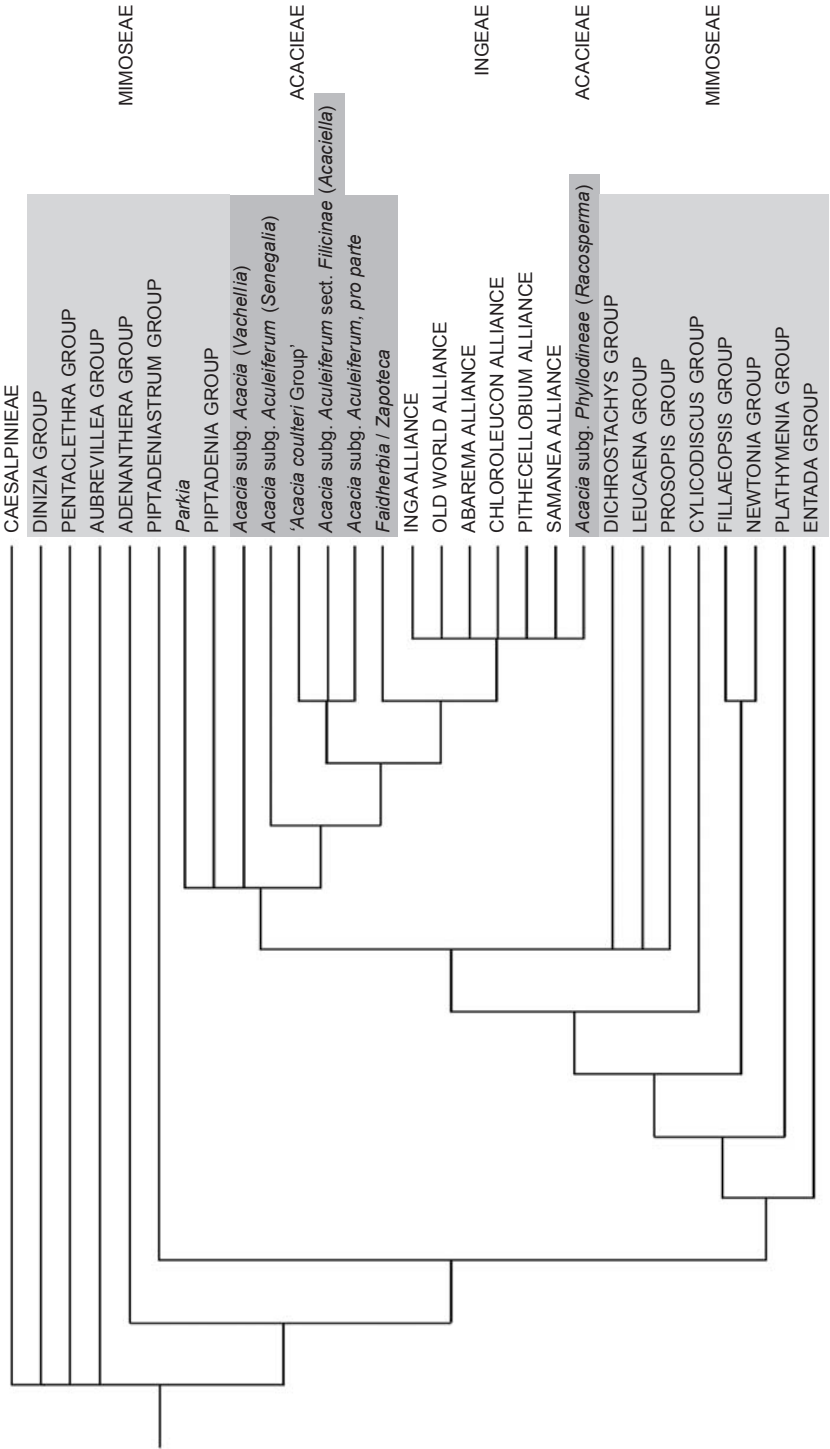 MIMOSEAE
ACACIEAE
INGEAE
ACACIEAE
MIMOSEAE
CAESALPINIEAE
DINIZIA GROUP
PENTACLETHRA GROUP
AUBREVILLEA GROUP
ADENANTHERA GROUP
PIPTADENIASTRUM GROUP
Parkia
PIPTADENIA GROUP
Acacia subg. Acacia (Vachellia)
Acacia subg. Aculeiferum (Senegalia)
'Acacia coulteri Group'
Acacia subg. Aculeiferum sect. Filicinae (Acaciella)
Acacia subg. Aculeiferum, pro parte
Faidherbia / Zapoteca
INGA ALLIANCE
OLD WORLD ALLIANCE
ABAREMA ALLIANCE
CHLOROLEUCON ALLIANCE
PITHECELLOBIUM ALLIANCE
SAMANEA ALLIANCE
Acacia subg. Phyllodineae (Racosperma)
DICHROSTACHYS GROUP
LEUCAENA GROUP
PROSOPIS GROUP
CYLICODISCUS GROUP
FILLAEOPSIS GROUP
NEWTONIA GROUP
PLATHYMENIA GROUP
ENTADA GROUP